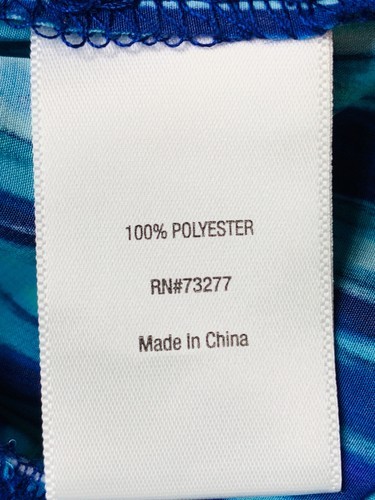 100% POLYESTER
RN#73277
Made In China